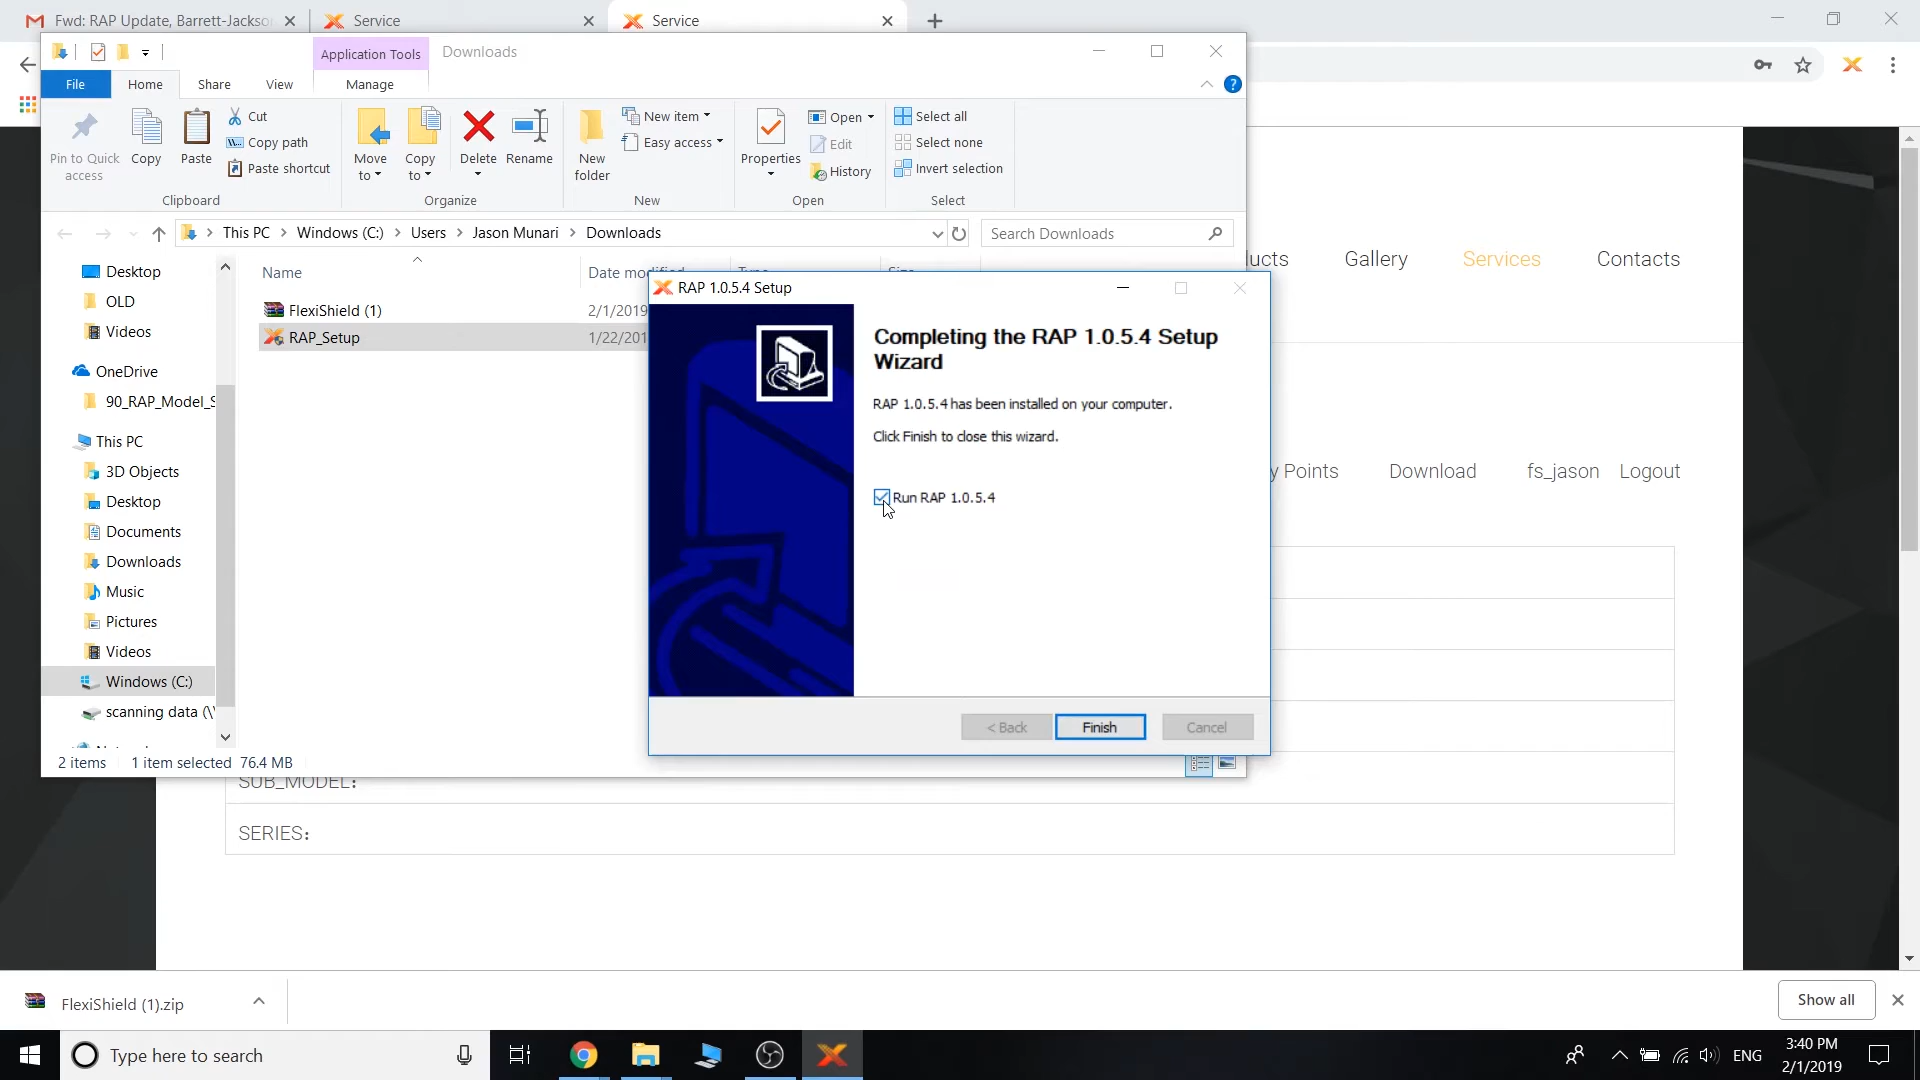 Fwd: RAP Update, Barrett-Jackso
Service
Service
Application Tools
Downloads
File
Home
Share
View
Manage
Pin to Quick access
Copy
Paste
Cut
Copy path
Paste shortcut
Clipboard
Move to
Copy to
Delete
Rename
Organize
New folder
New item
Easy access
New
Properties
Open
Edit
History
Open
Select all
Select none
Invert selection
Select
This PC > Windows (C:) > Users > Jason Munari > Downloads
Search Downloads
Name
FlexiShield (1)
2/1/2019
RAP_Setup
1/22/201
Desktop
OLD
Videos
OneDrive
90_RAP_Model_S
This PC
3D Objects
Desktop
Documents
Downloads
Music
Pictures
Videos
Windows (C:)
scanning data (\\
2 items
1 item selected 76.4 MB
RAP 1.0.5.4 Setup
Completing the RAP 1.0.5.4 Setup
Wizard
RAP 1.0.5.4 has been installed on your computer.
Click Finish to close this wizard.
Run RAP 1.0.5.4
< Back
Finish
Cancel
Gallery
Services
Contacts
y Points
Download
fs_jason
Logout
SUB_MODEL:
SERIES:
FlexiShield (1).zip
Show all
Type here to search
ENG
3:40 PM
2/1/2019